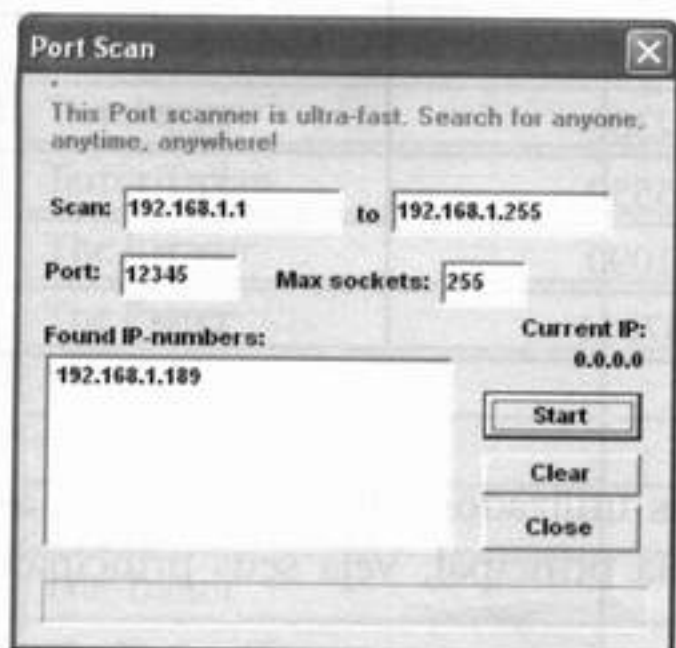 Port Scan
This Port scanner is ultra-fast. Search for anyone,
anytime, anywhere!
Scan: 192.168.1.1 to 192.168.1.255
Port: 12345 Max sockets: 255
Found IP-numbers:
Current IP:
0.0.0.0
192.168.1.189
Start
Clear
Close